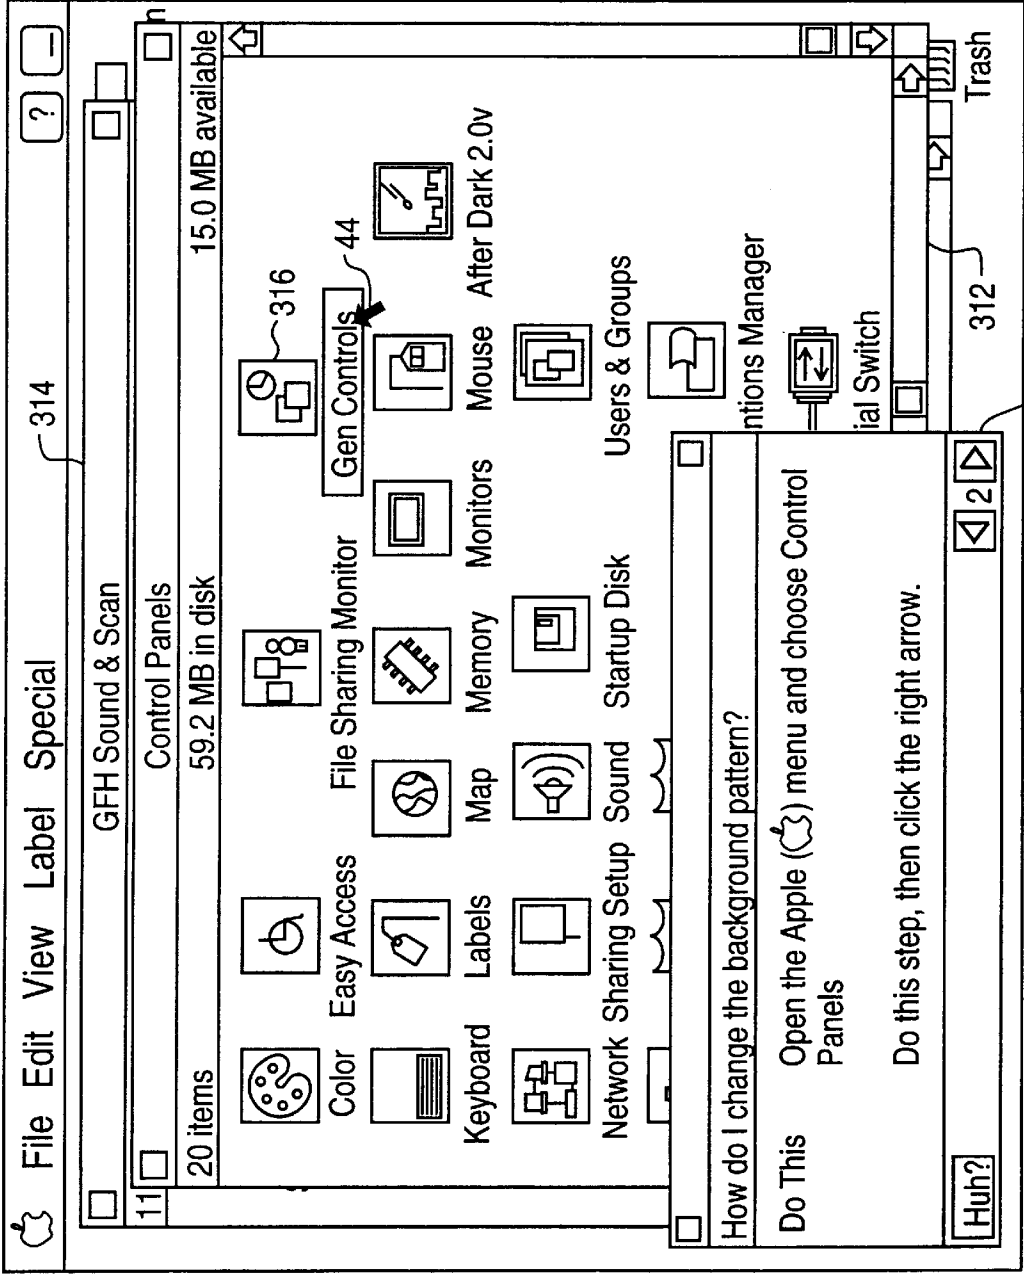 File Edit View Label Special ? _
314
GFH Sound & Scan
Control Panels
11
20 items 59.2 MB in disk 15.0 MB available
316
44
Color Easy Access File Sharing Monitor Gen Controls
Keyboard Labels Map Memory Monitors Mouse After Dark 2.0v
Network Sharing Setup Sound Startup Disk Users & Groups
ntions Manager
ial Switch
312
Trash
How do I change the background pattern?
Do This Open the Apple ( ) menu and choose Control
Panels
Do this step, then click the right arrow.
Huh? 2